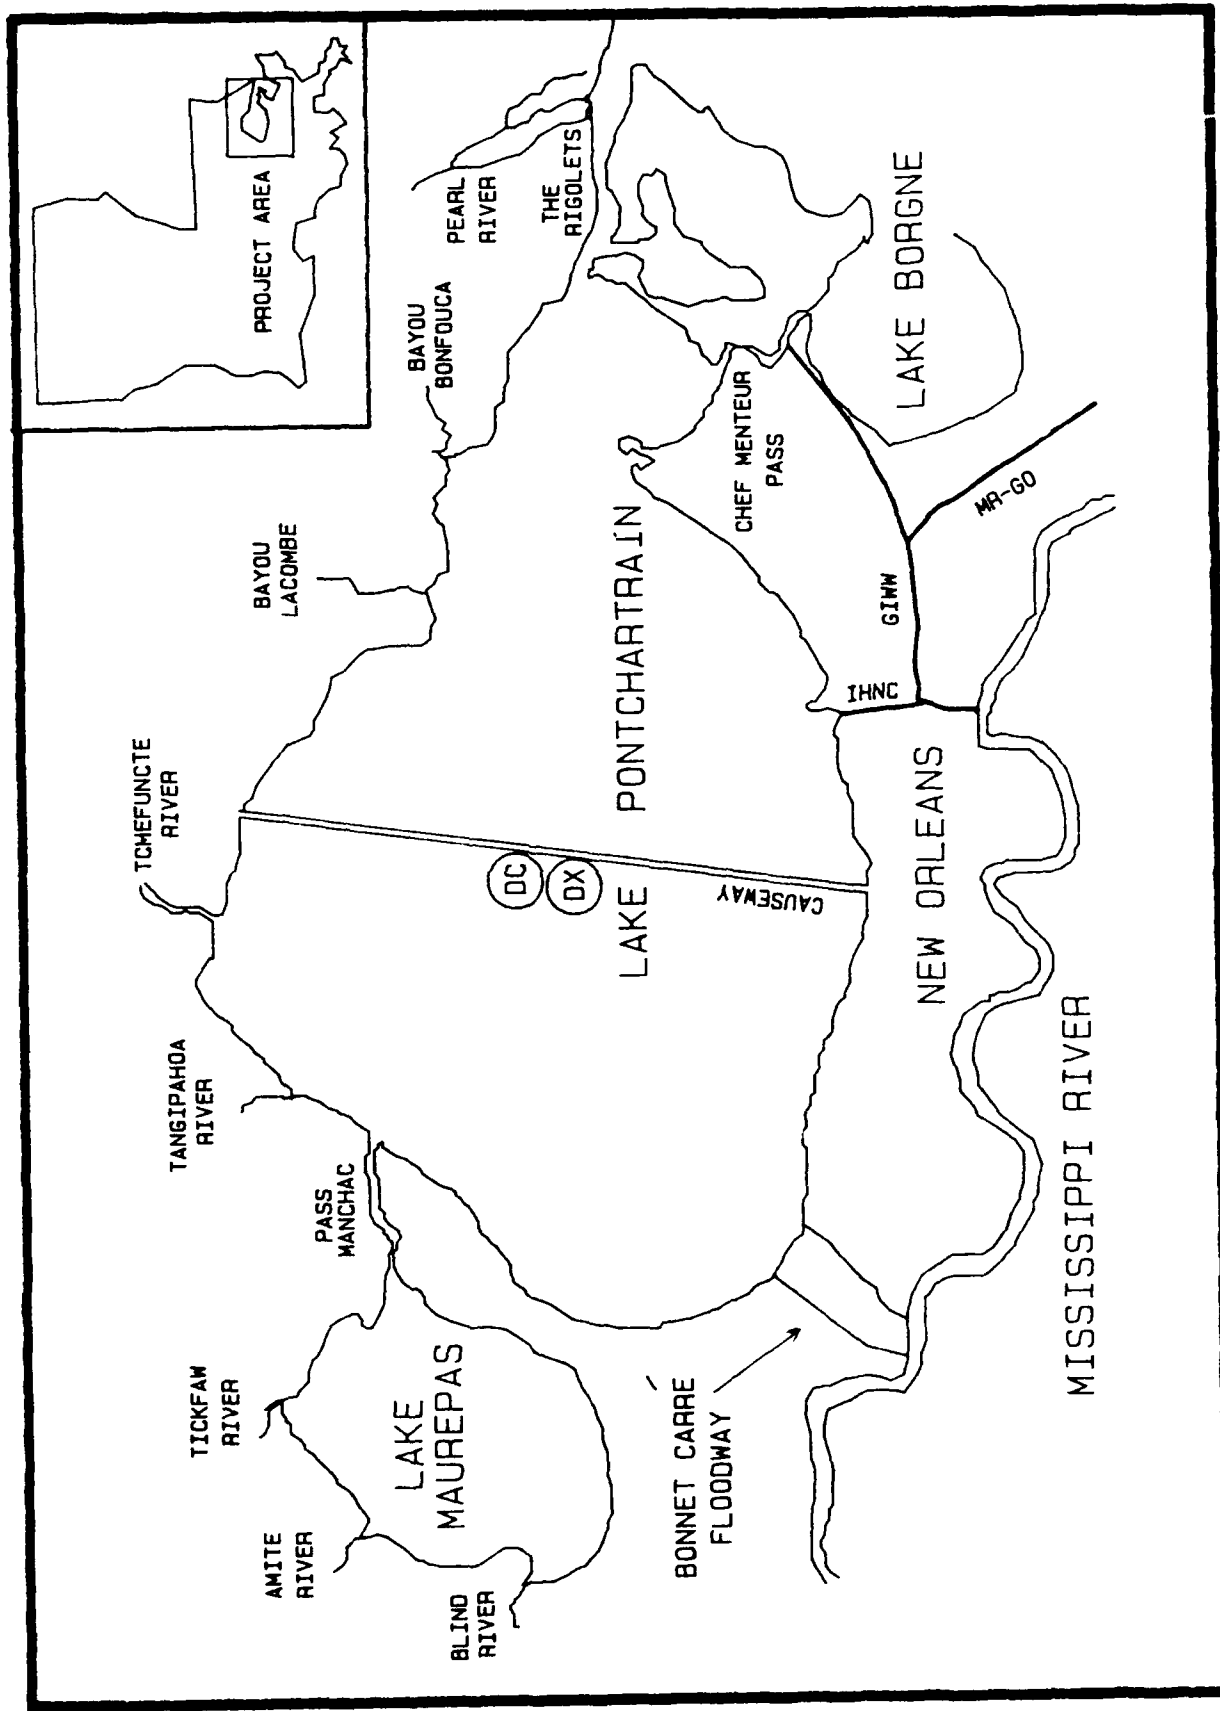 PROJECT AREA
PEARL
RIVER
THE
RIGOLETS
BAYOU
BONFOUCA
BAYOU
LACOMBE
TCHEFUNCTE
RIVER
TANGIPAHOA
RIVER
PASS
MANCHAC
TICKFAW
RIVER
AMITE
RIVER
BLIND
RIVER
LAKE
MAUREPAS
LAKE PONTCHARTRAIN
DC
DX
CAUSEWAY
CHEF MENTEUR
PASS
LAKE BORGNE
MR-GO
GIWW
IHNC
NEW ORLEANS
BONNET CARRE
FLOODWAY
MISSISSIPPI RIVER